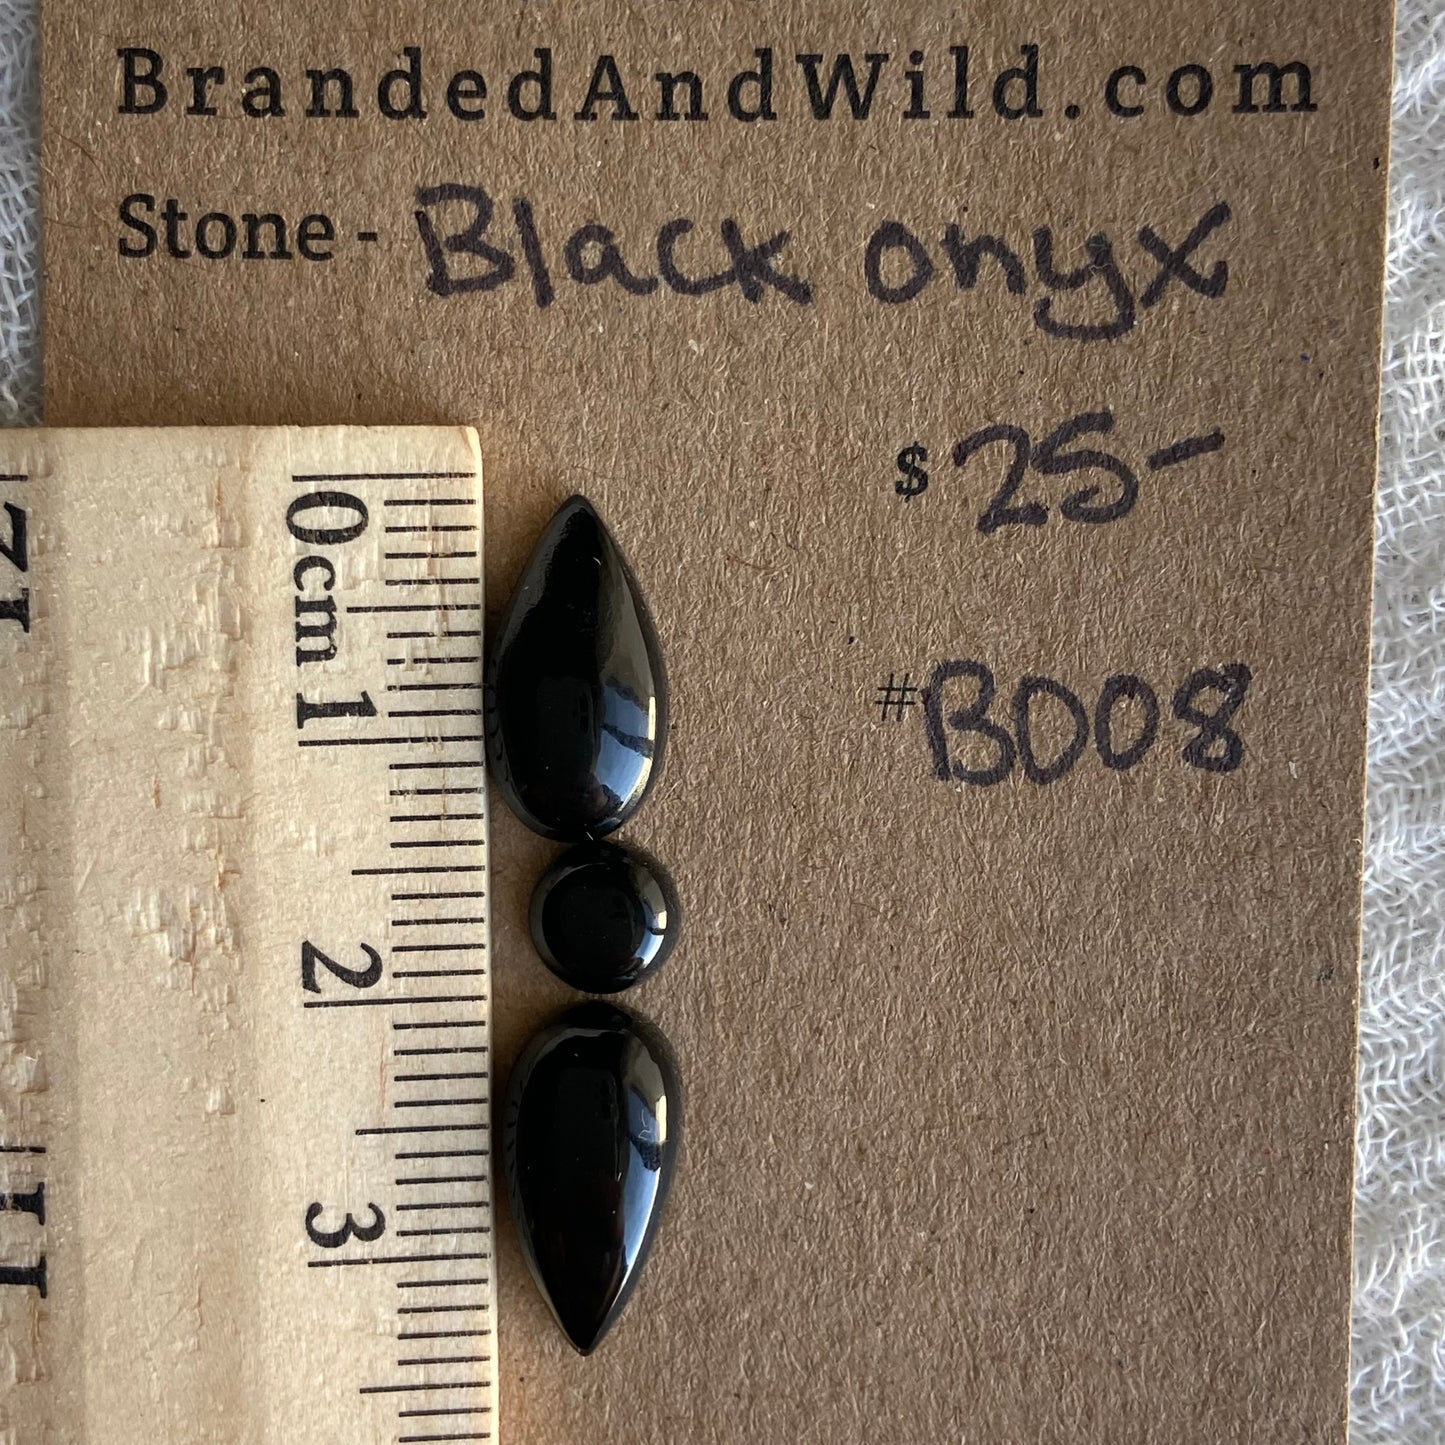 BrandedAndWild.com
Stone - Black onyx
$ 25-
#B008
0cm
1
2
3